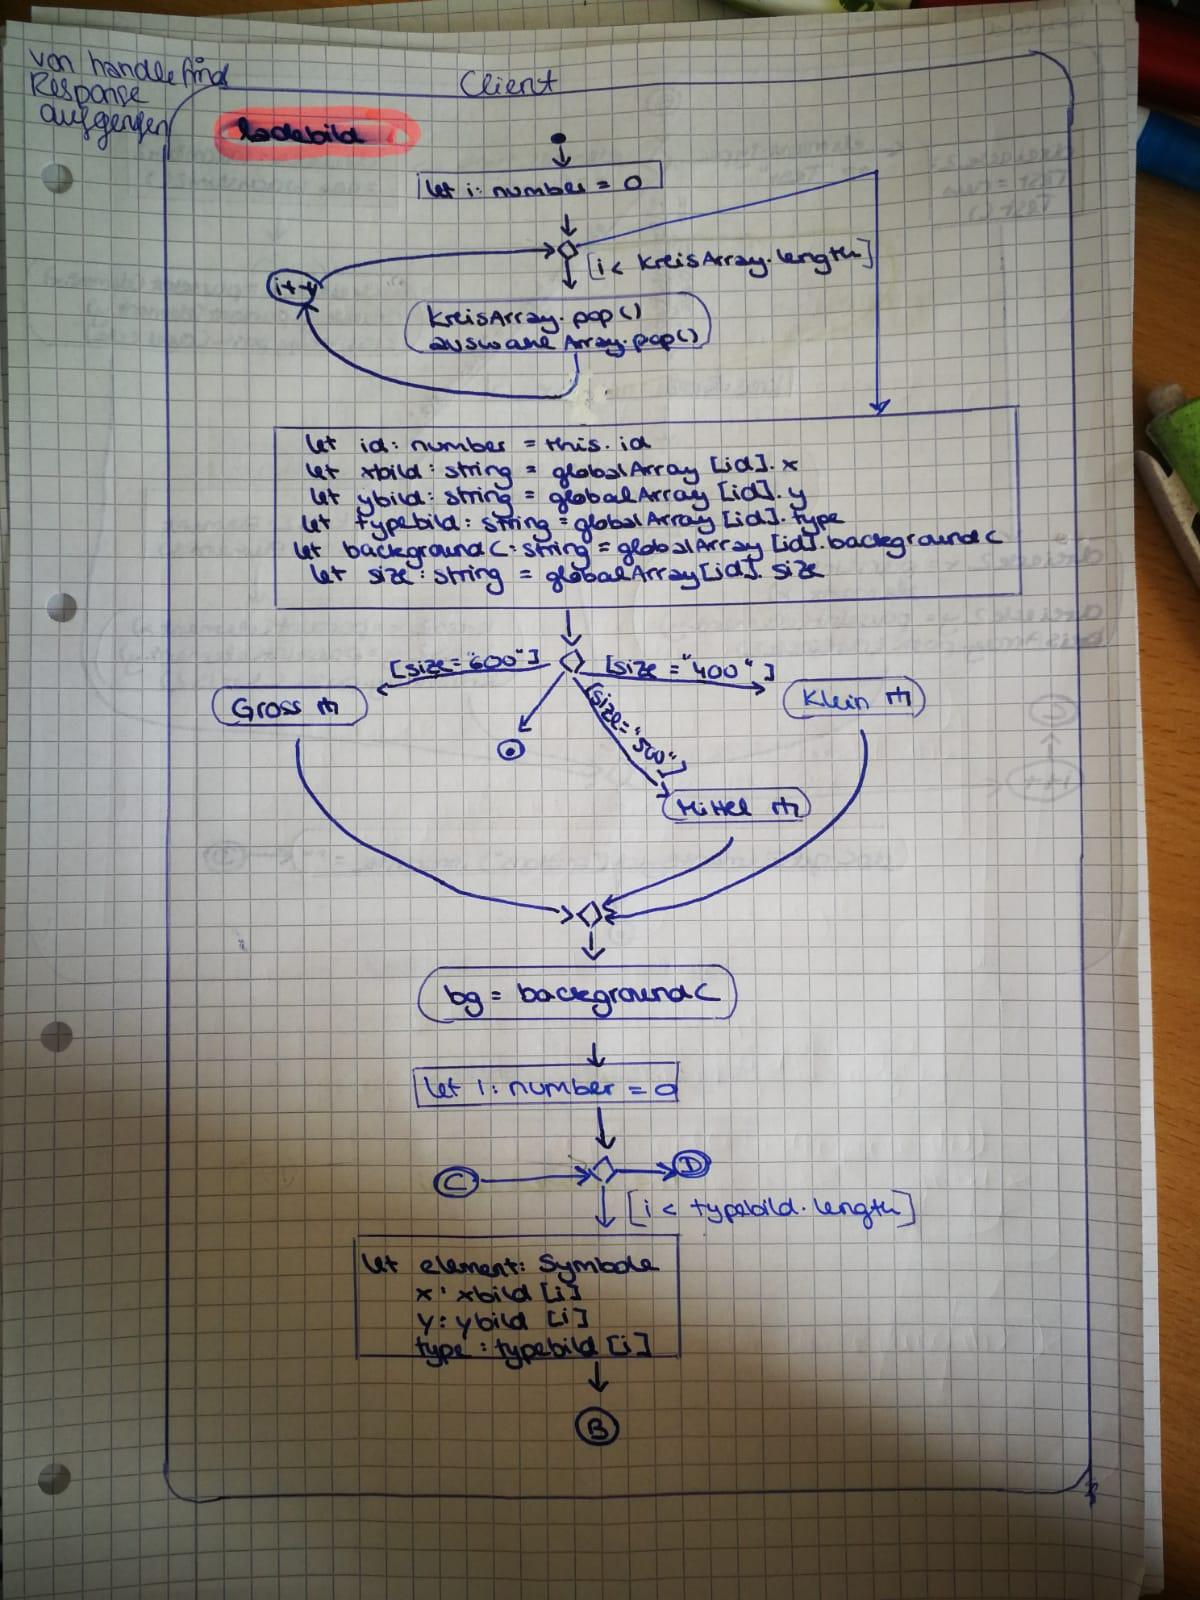 von handlefind
Response
aufgerufen
Client
ladebild
let i: number = 0
[i < KreisArray.length]
i++
KreisArray.pop()
auswahlArray.pop()
let id: number = this.id
let xbild: string = globalArray [id]. x
let ybild: string = globalArray [id]. y
let typebild: string = globalArray [id]. type
let backgroundC: string = globalArray [id]. backgroundC
let size: string = globalArray[id]. size
[size="600"]
[size="400"]
[size="500"]
Gross
Klein
Mittel
bg = backgroundC
let i: number = 0
C
D
[i < typebild.length]
let element: Symbole
x: xbild [i]
y: ybild [i]
type: typebild [i]
B